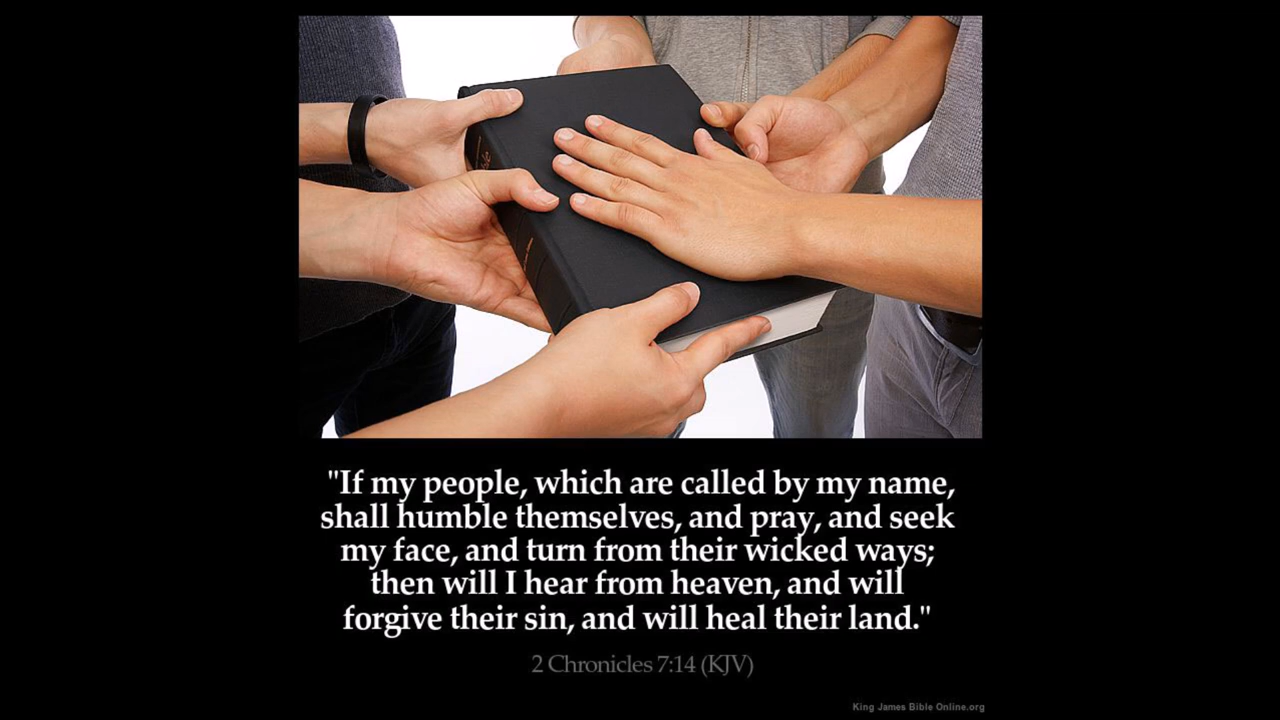 "If my people, which are called by my name,
shall humble themselves, and pray, and seek
my face, and turn from their wicked ways;
then will I hear from heaven, and will
forgive their sin, and will heal their land."
2 Chronicles 7:14 (KJV)
King James Bible Online.org